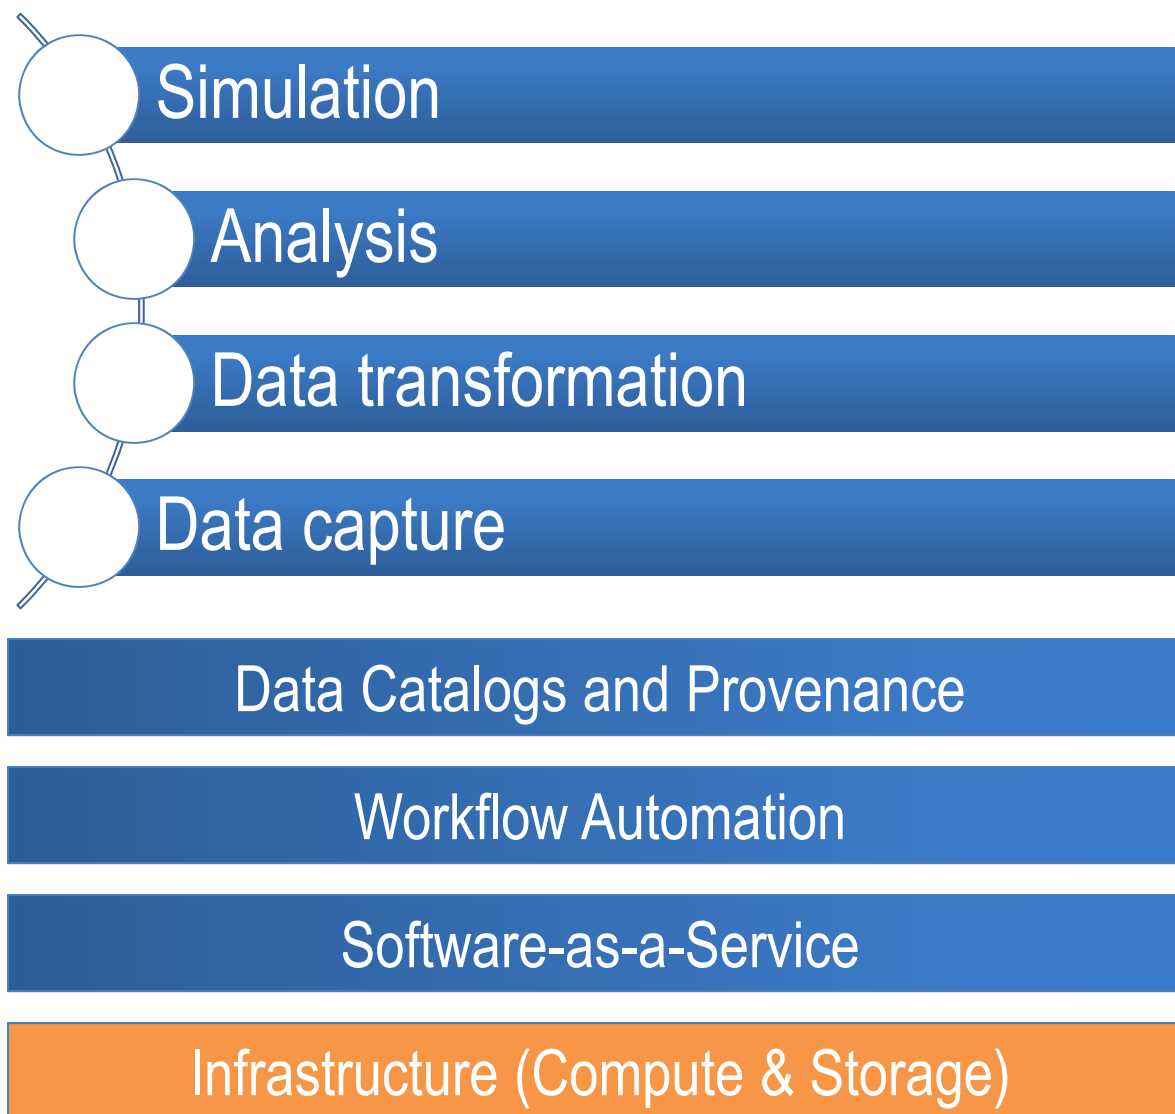 Simulation
Analysis
Data transformation
Data capture
Data Catalogs and Provenance
Workflow Automation
Software-as-a-Service
Infrastructure (Compute & Storage)